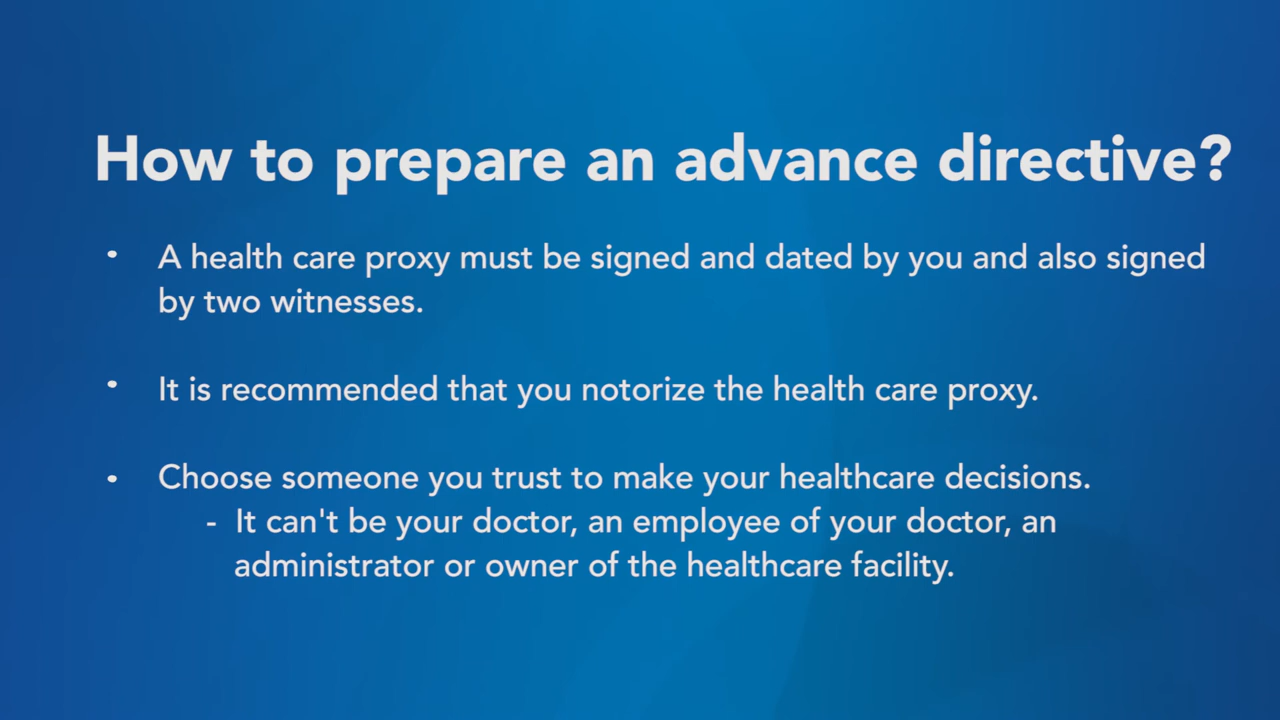 How to prepare an advance directive?
• A health care proxy must be signed and dated by you and also signed
by two witnesses.
• It is recommended that you notorize the health care proxy.
• Choose someone you trust to make your healthcare decisions.
- It can't be your doctor, an employee of your doctor, an
administrator or owner of the healthcare facility.